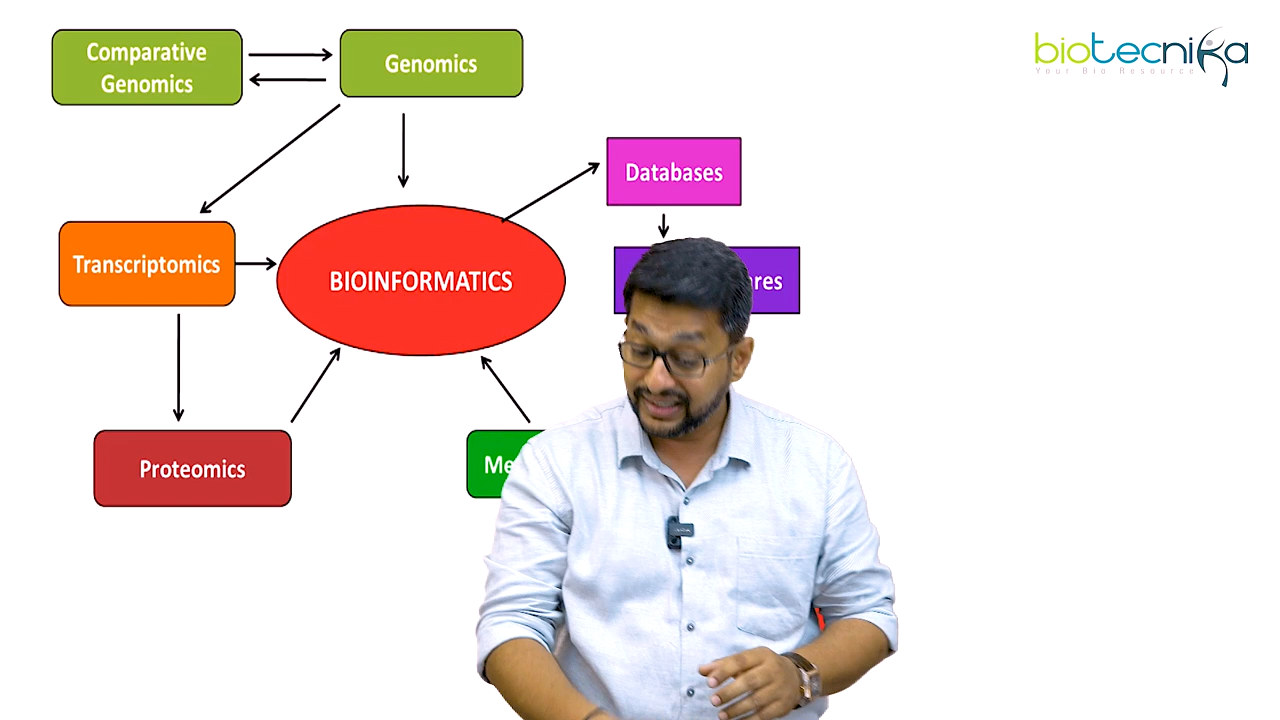 Comparative
Genomics
Genomics
biotecnika
Your Bio Resource
Databases
Transcriptomics
BIOINFORMATICS
Proteomics